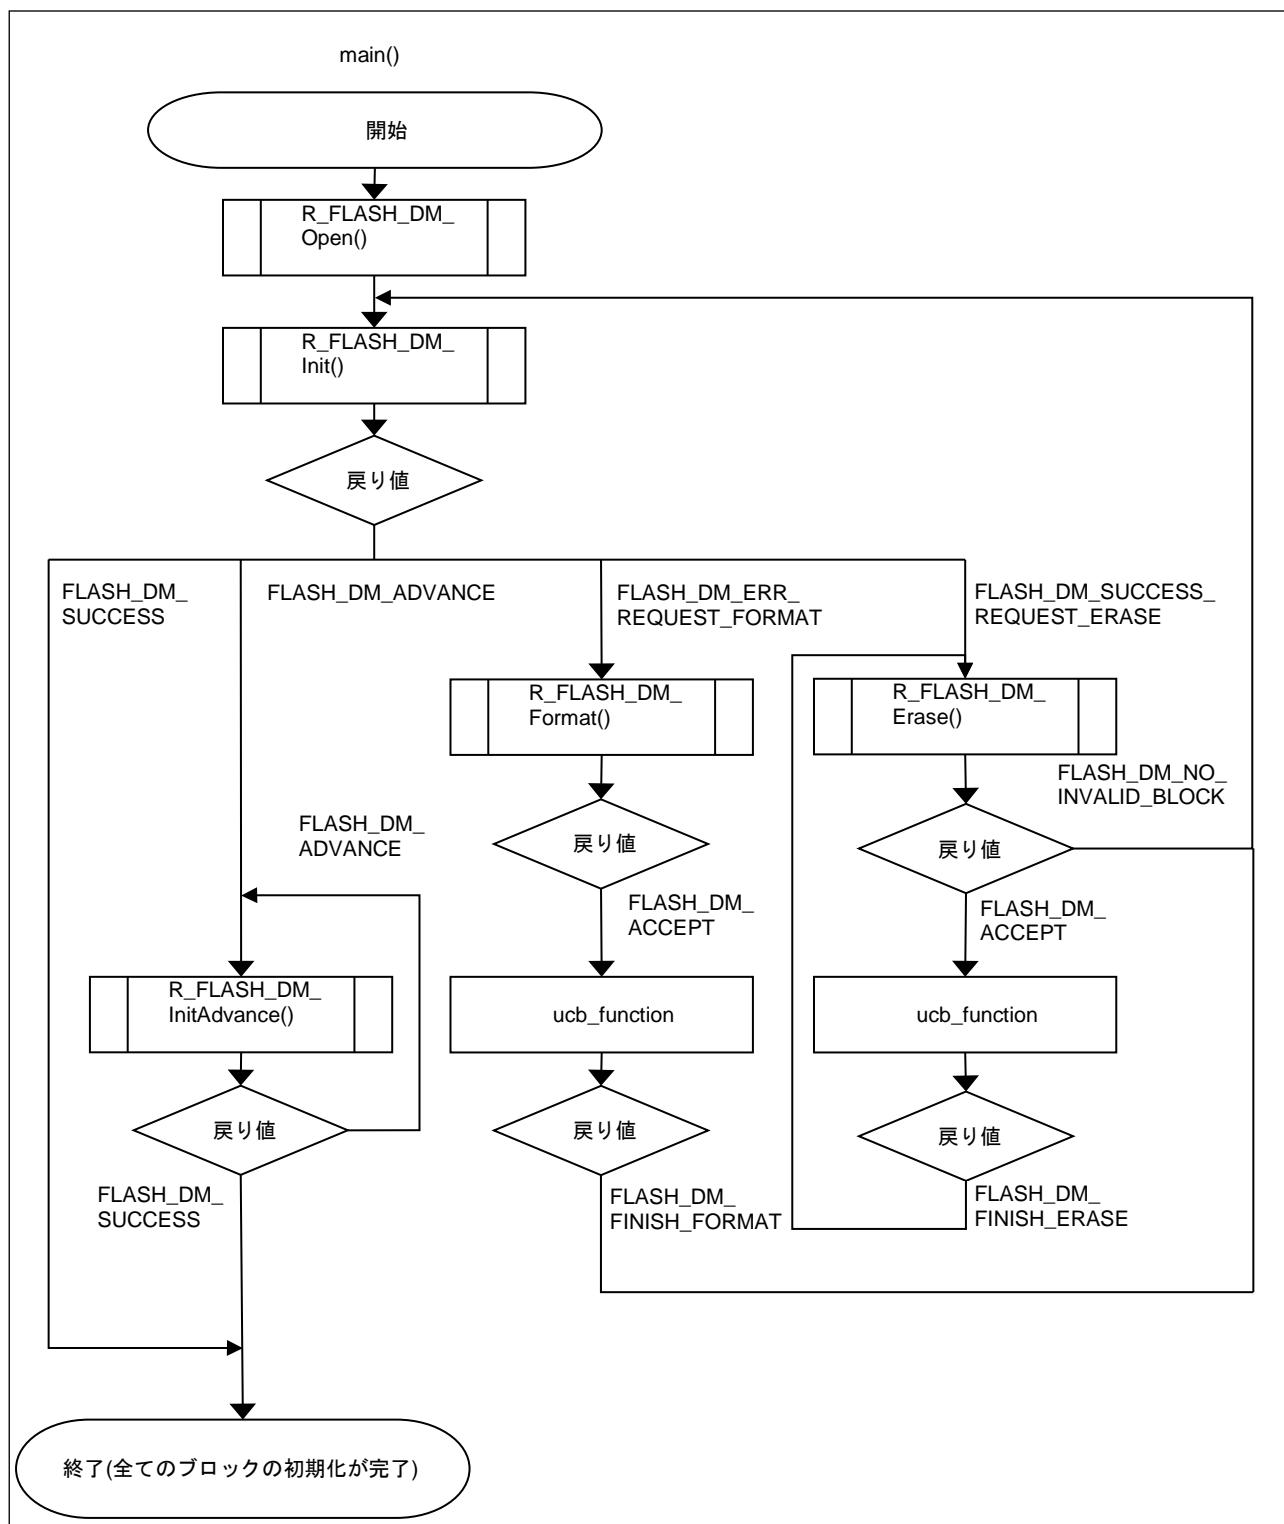 main()
開始
R_FLASH_DM_
Open()
R_FLASH_DM_
Init()
戻り値
FLASH_DM_
SUCCESS
FLASH_DM_ADVANCE
FLASH_DM_ERR_
REQUEST_FORMAT
FLASH_DM_SUCCESS_
REQUEST_ERASE
R_FLASH_DM_
Format()
R_FLASH_DM_
Erase()
FLASH_DM_NO_
INVALID_BLOCK
FLASH_DM_
ADVANCE
戻り値
戻り値
FLASH_DM_
ACCEPT
FLASH_DM_
ACCEPT
R_FLASH_DM_
InitAdvance()
ucb_function
ucb_function
戻り値
戻り値
戻り値
FLASH_DM_
SUCCESS
FLASH_DM_
FINISH_FORMAT
FLASH_DM_
FINISH_ERASE
終了(全てのブロックの初期化が完了)